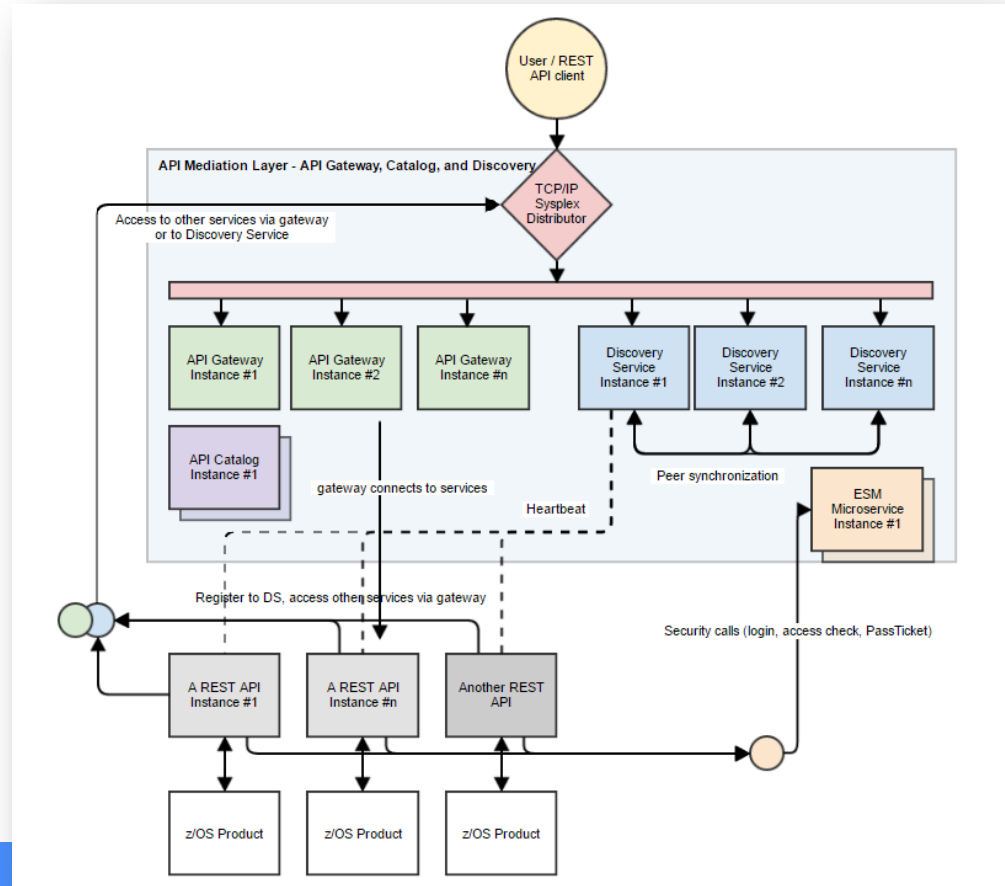 User / REST
API client
API Mediation Layer - API Gateway, Catalog, and Discovery
TCP/IP
Sysplex
Distributor
Access to other services via gateway
or to Discovery Service
API Gateway
Instance #1
API Gateway
Instance #2
API Gateway
Instance #n
Discovery
Service
Instance #1
Discovery
Service
Instance #2
Discovery
Service
Instance #n
API Catalog
Instance #1
gateway connects to services
Peer synchronization
Heartbeat
ESM
Microservice
Instance #1
Register to DS, access other services via gateway
Security calls (login, access check, PassTicket)
A REST API
Instance #1
A REST API
Instance #n
Another REST
API
z/OS Product
z/OS Product
z/OS Product